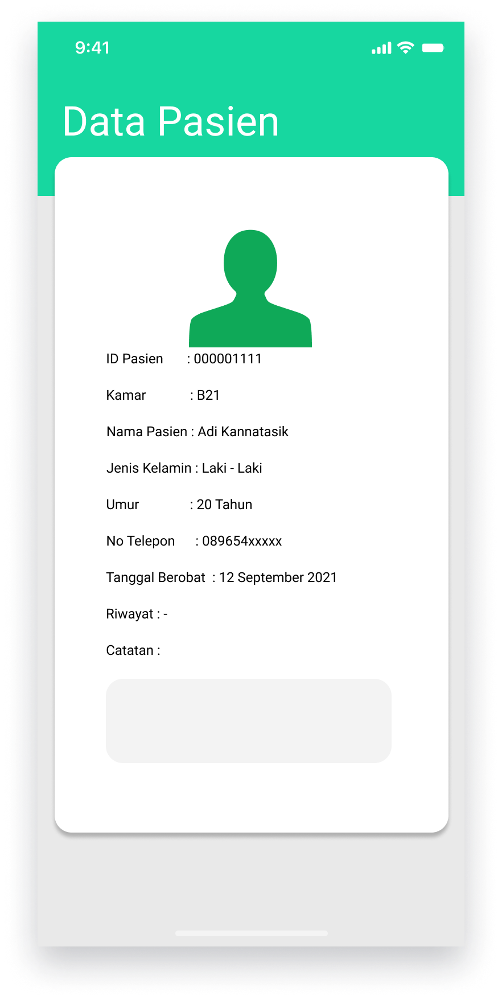 9:41
Data Pasien
ID Pasien : 000001111
Kamar : B21
Nama Pasien : Adi Kannatasik
Jenis Kelamin : Laki - Laki
Umur : 20 Tahun
No Telepon : 089654xxxxx
Tanggal Berobat : 12 September 2021
Riwayat : -
Catatan :